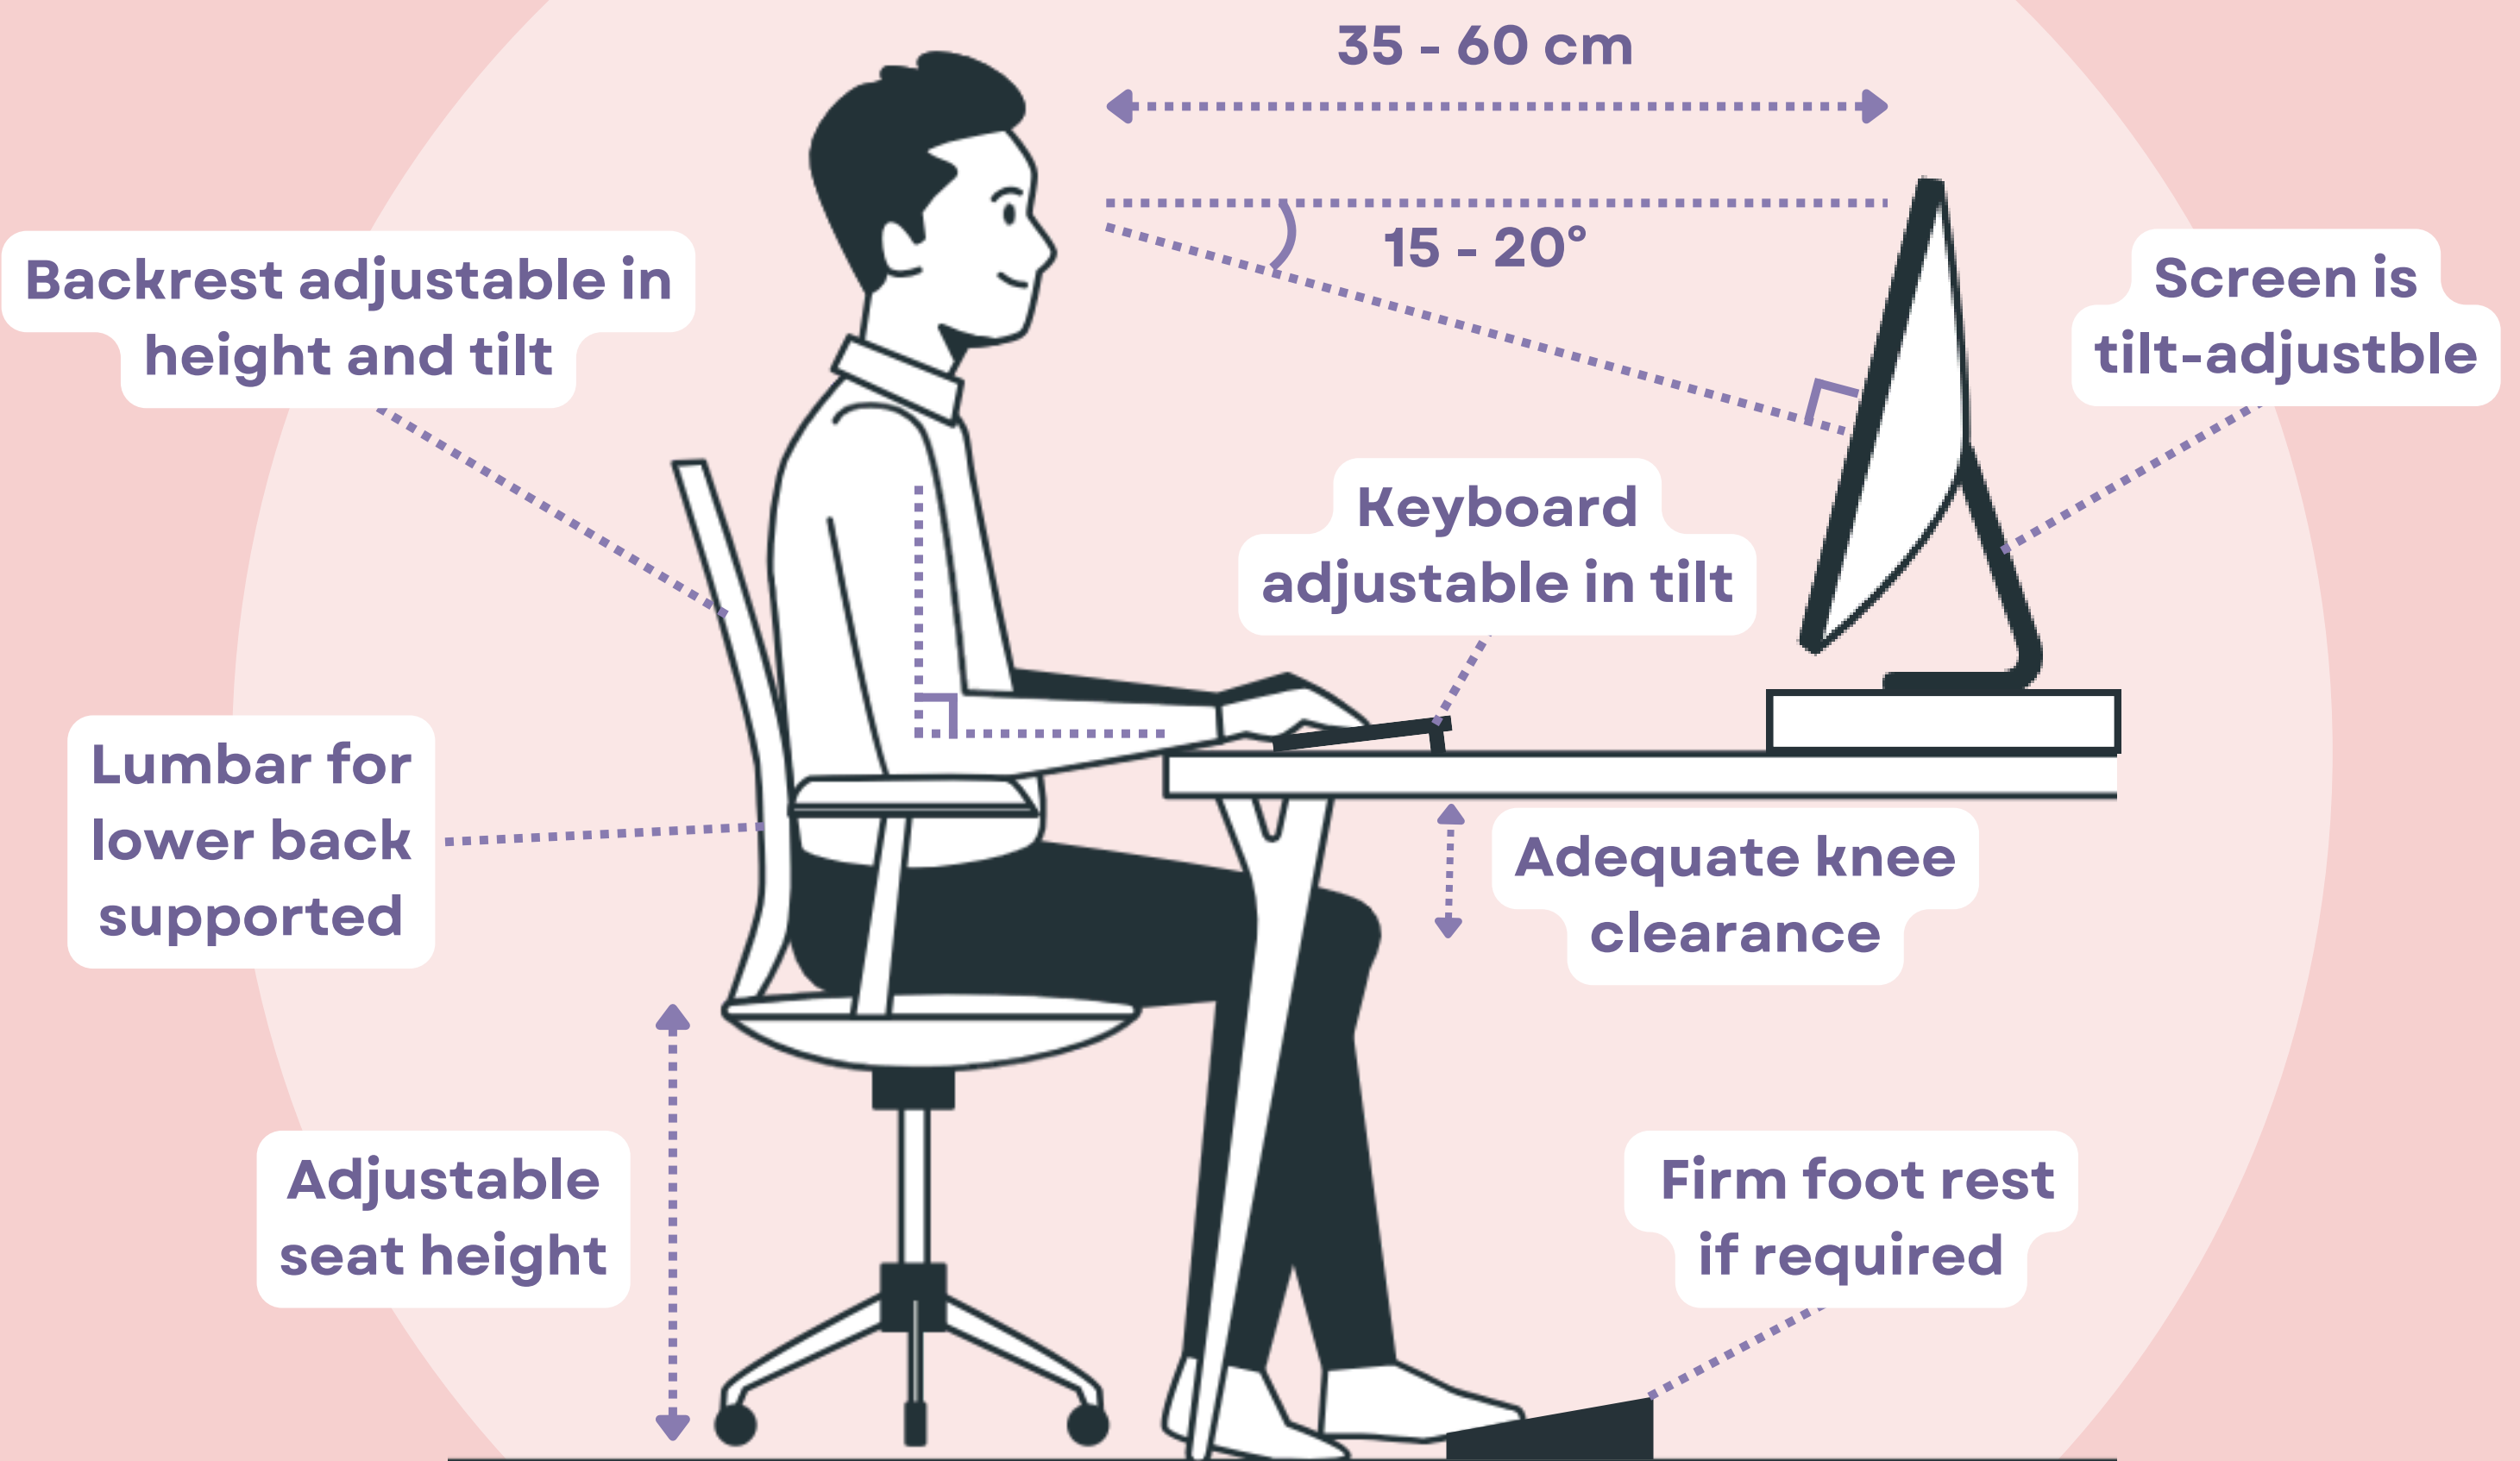 35 - 60 cm
15 - 20°
Backrest adjustable in
height and tilt
Screen is
tilt-adjustble
Keyboard
adjustable in tilt
Lumbar for
lower back
supported
Adequate knee
clearance
Adjustable
seat height
Firm foot rest
if required